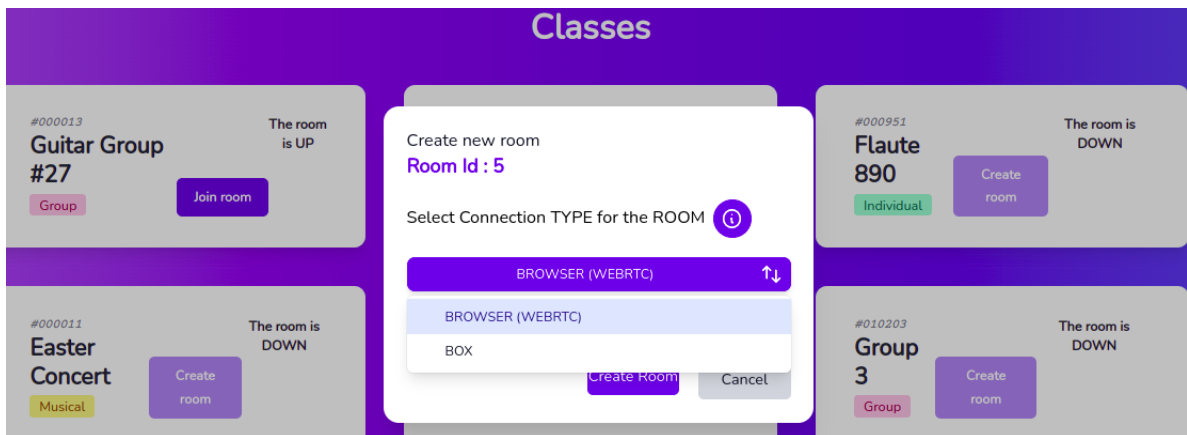 Classes
#000013
Guitar Group
#27
Group
The room
is UP
Join room
Create new room
Room Id : 5
Select Connection TYPE for the ROOM
BROWSER (WEBRTC)
BROWSER (WEBRTC)
BOX
Create Room
Cancel
#000951
Flaute
890
Individual
The room is
DOWN
Create
room
#000011
Easter
Concert
Musical
The room is
DOWN
Create
room
#010203
Group
3
Group
The room is
DOWN
Create
room